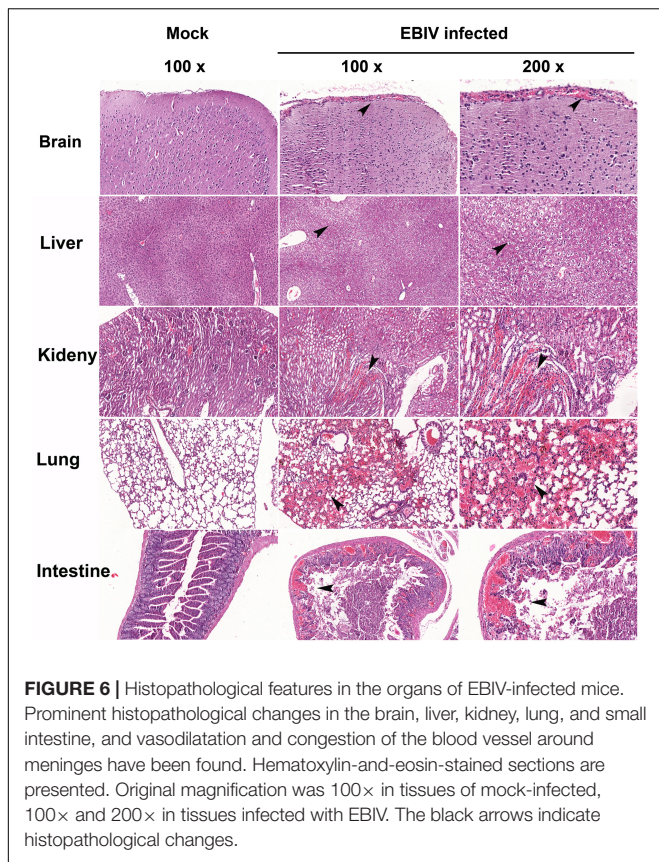 Mock
EBIV infected
100 x
100 x
200 x
Brain
Liver
Kideny
Lung
Intestine
FIGURE 6 | Histopathological features in the organs of EBIV-infected mice.
Prominent histopathological changes in the brain, liver, kidney, lung, and small
intestine, and vasodilatation and congestion of the blood vessel around
meninges have been found. Hematoxylin-and-eosin-stained sections are
presented. Original magnification was 100× in tissues of mock-infected,
100× and 200× in tissues infected with EBIV. The black arrows indicate
histopathological changes.